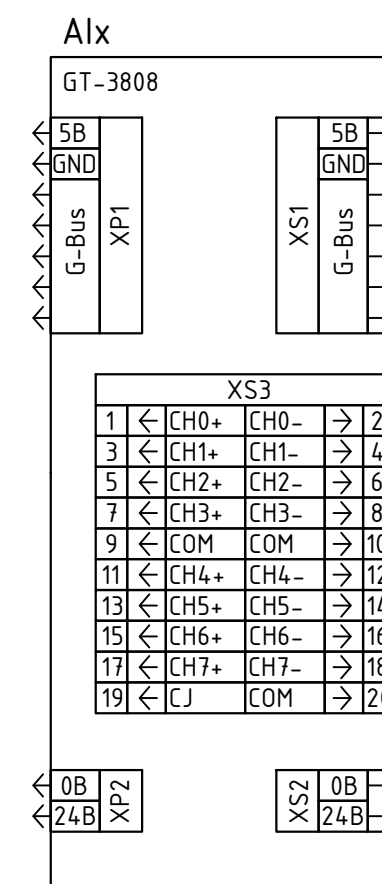 AIx
GT-3808
5В 5В
GND GND
G-Bus XP1 XS1 G-Bus
XS3
1 CH0+ CH0- 2
3 CH1+ CH1- 4
5 CH2+ CH2- 6
7 CH3+ CH3- 8
9 COM COM 10
11 CH4+ CH4- 12
13 CH5+ CH5- 14
15 CH6+ CH6- 16
17 CH7+ CH7- 18
19 CJ COM 20
0В XP2 XS2 0В
24В 24В